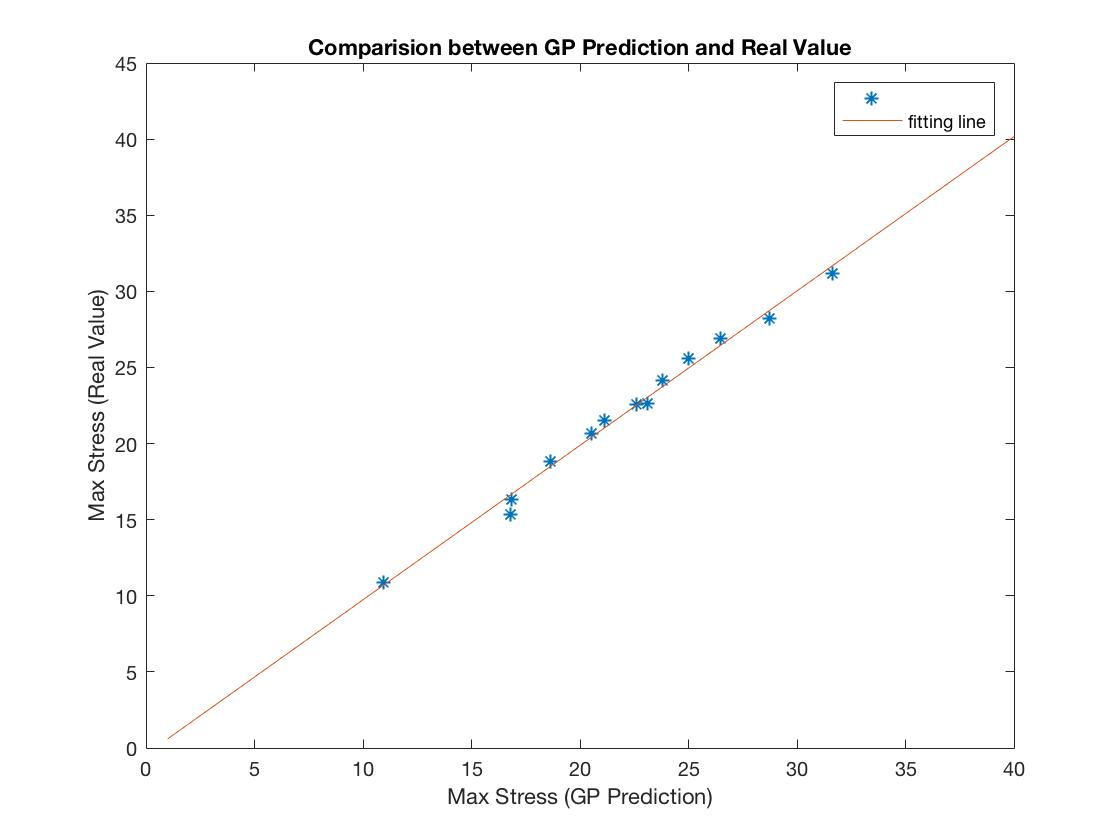 Comparision between GP Prediction and Real Value
45
40
35
30
25
20
15
10
5
0
Max Stress (Real Value)
fitting line
0 5 10 15 20 25 30 35 40
Max Stress (GP Prediction)